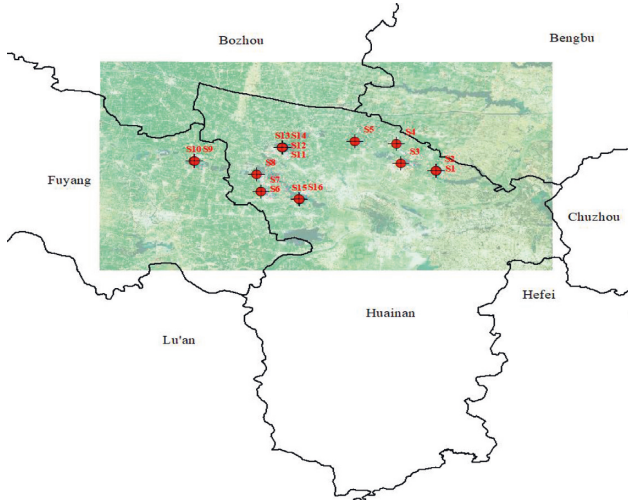 Bozhou
Bengbu
S13 S14
S12
S11
S5
S4
S3
S2
S1
S10 S9
S8
S7
S6
S15 S16
Fuyang
Chuzhou
Hefei
Huainan
Lu'an